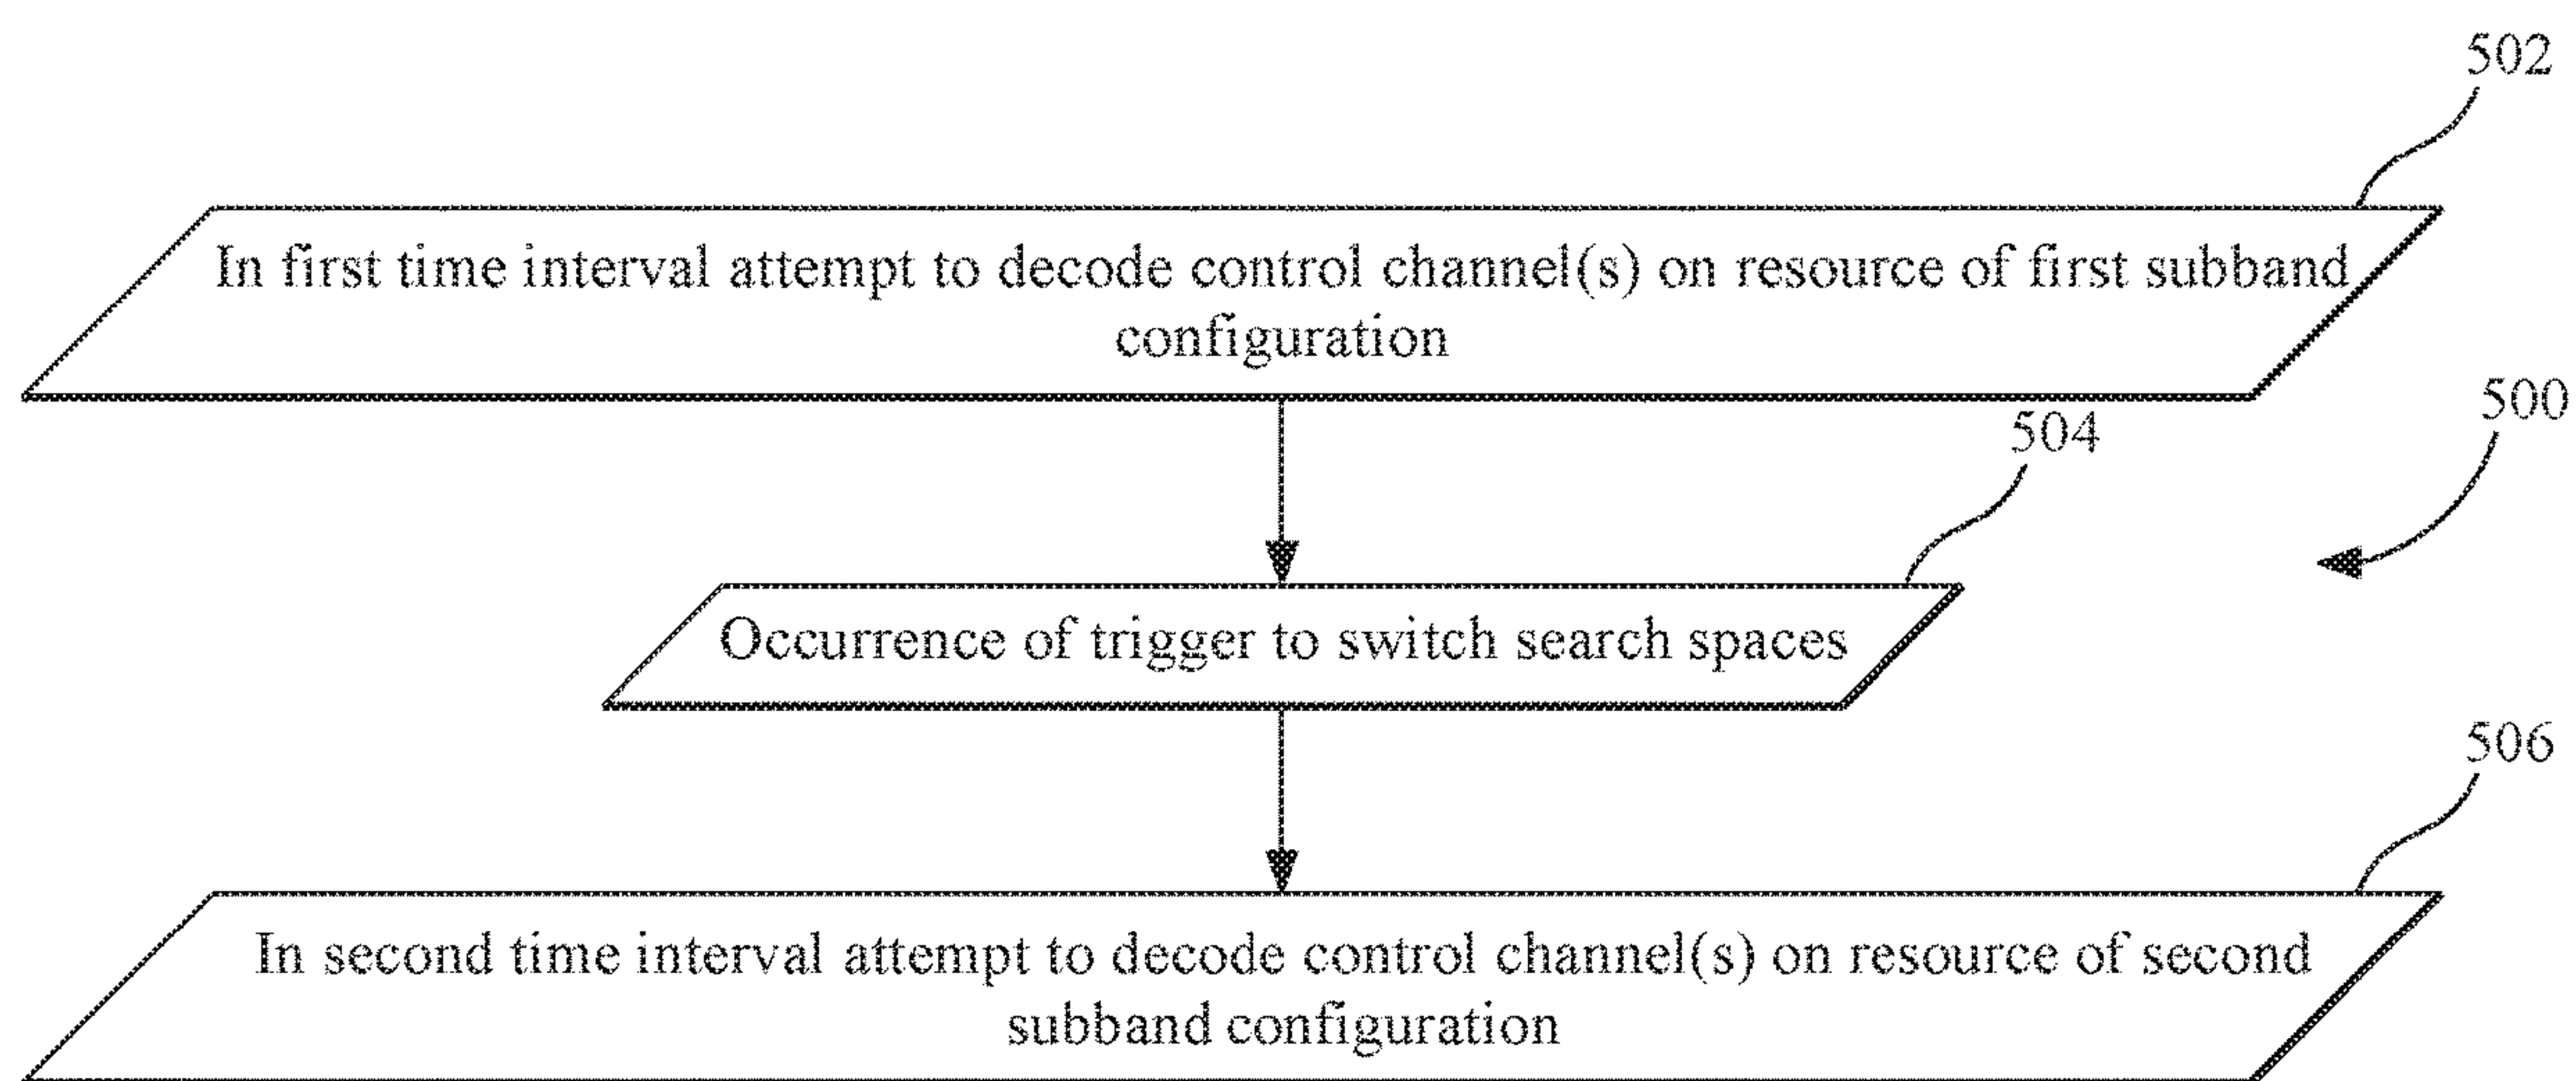 502
In first time interval attempt to decode control channel(s) on resource of first subband
configuration
500
504
Occurrence of trigger to switch search spaces
506
In second time interval attempt to decode control channel(s) on resource of second
subband configuration